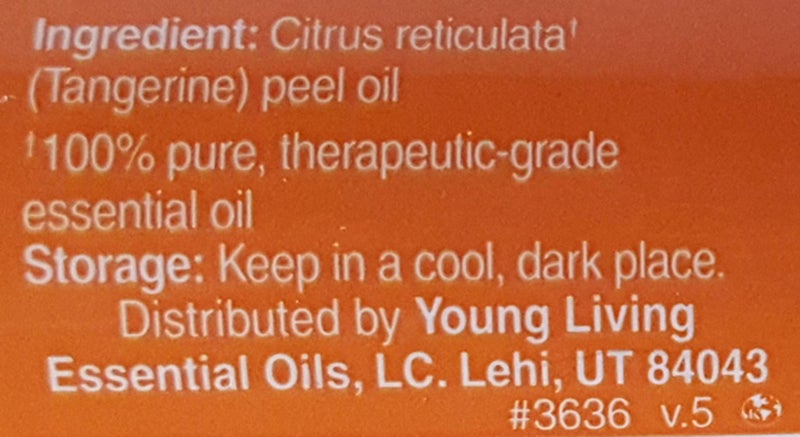 Ingredient: Citrus reticulata†
(Tangerine) peel oil
†100% pure, therapeutic-grade
essential oil
Storage: Keep in a cool, dark place.
Distributed by Young Living
Essential Oils, LC. Lehi, UT 84043
#3636 v.5